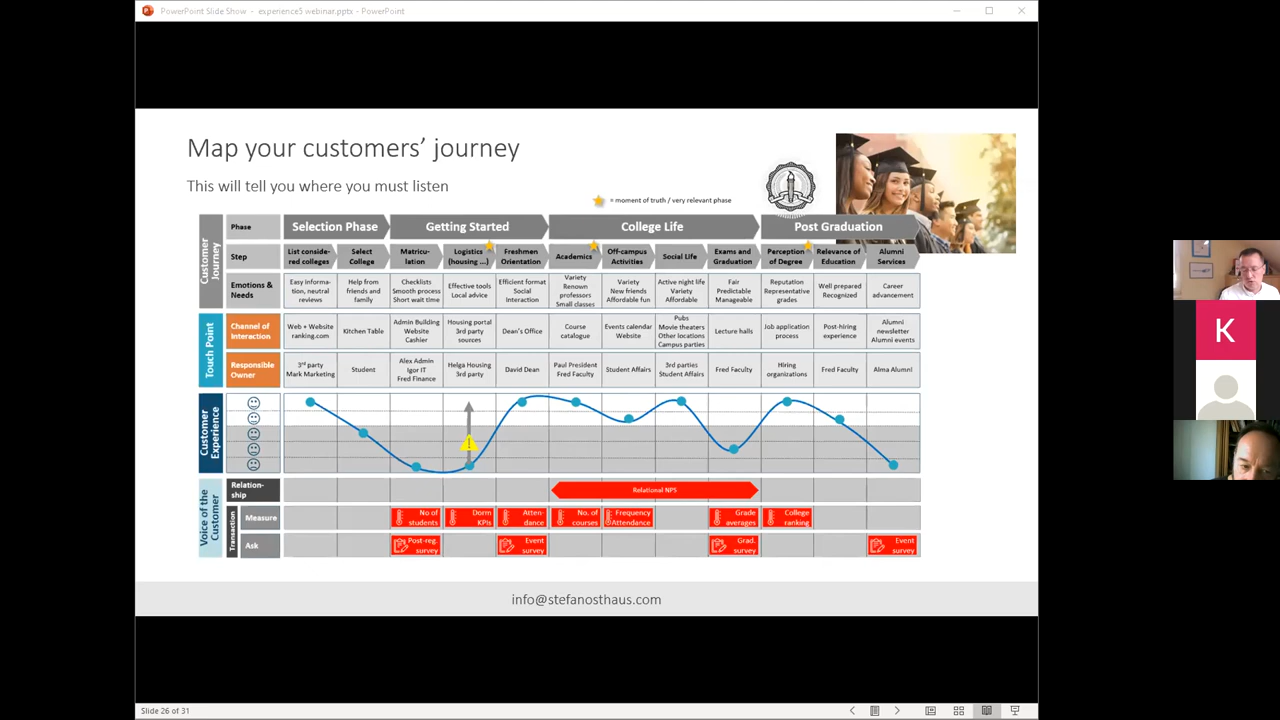 PowerPoint Slide Show - experience5 webinar.pptx - PowerPoint
Map your customers' journey
This will tell you where you must listen
= moment of truth / very relevant phase
Customer
Journey
Phase
Selection Phase
Getting Started
College Life
Post Graduation
Step
List conside-
red colleges
Select
College
Matricu-
lation
Logistics
(housing ...)
Freshmen
Orientation
Academics
Off-campus
Activities
Social Life
Exams and
Graduation
Perception
of Degree
Relevance of
Education
Alumni
Services
Emotions &
Needs
Easy informa-
tion, neutral
reviews
Help from
friends and
family
Checklists
Smooth process
Short wait time
Effective tools
Local advice
Efficient format
Social
Interaction
Variety
Renown
professors
Small classes
Variety
New friends
Affordable fun
Active night life
Variety
Affordable
Fair
Predictable
Manageable
Reputation
Representative
grades
Well prepared
Recognized
Career
advancement
Touch Point
Channel of
Interaction
Web + Website
ranking.com
Kitchen Table
Admin Building
Website
Cashier
Housing portal
3rd party
sources
Dean's Office
Course
catalogue
Events calendar
Website
Pubs
Movie theaters
Other locations
Campus parties
Lecture halls
Job application
process
Post-hiring
experience
Alumni
newsletter
Alumni events
Responsible
Owner
3rd party
Mark Marketing
Student
Alex Admin
Igor IT
Fred Finance
Helga Housing
3rd party
David Dean
Paul President
Fred Faculty
Student Affairs
3rd parties
Student Affairs
Fred Faculty
Hiring
organizations
Fred Faculty
Alma Alumni
Customer
Experience
Voice of the
Customer
Relation-
ship
Relational NPS
Transaction
Measure
No of
students
Dorm
KPIs
Atten-
dance
No. of
courses
Frequency
Attendance
Grade
averages
College
ranking
Ask
Post-reg.
survey
Event
survey
Grad.
survey
Event
survey
info@stefanosthaus.com
K
Slide 26 of 31